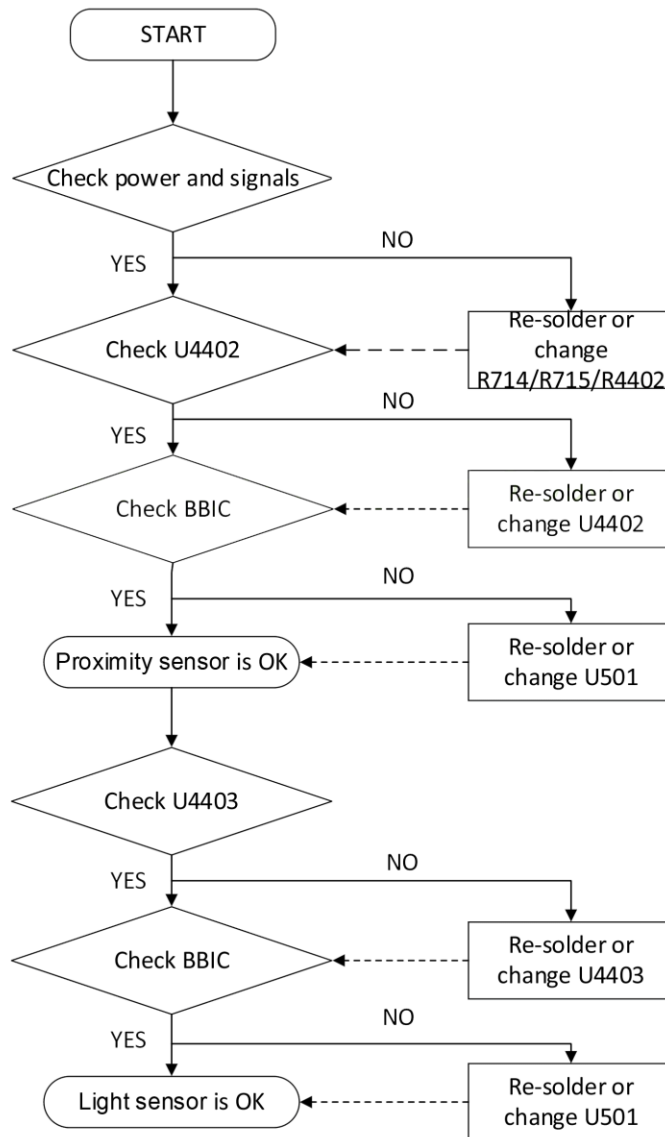 START
Check power and signals
NO
YES
Re-solder or
change
R714/R715/R4402
Check U4402
NO
YES
Re-solder or
change U4402
Check BBIC
NO
YES
Re-solder or
change U501
Proximity sensor is OK
Check U4403
NO
YES
Re-solder or
change U4403
Check BBIC
NO
YES
Re-solder or
change U501
Light sensor is OK